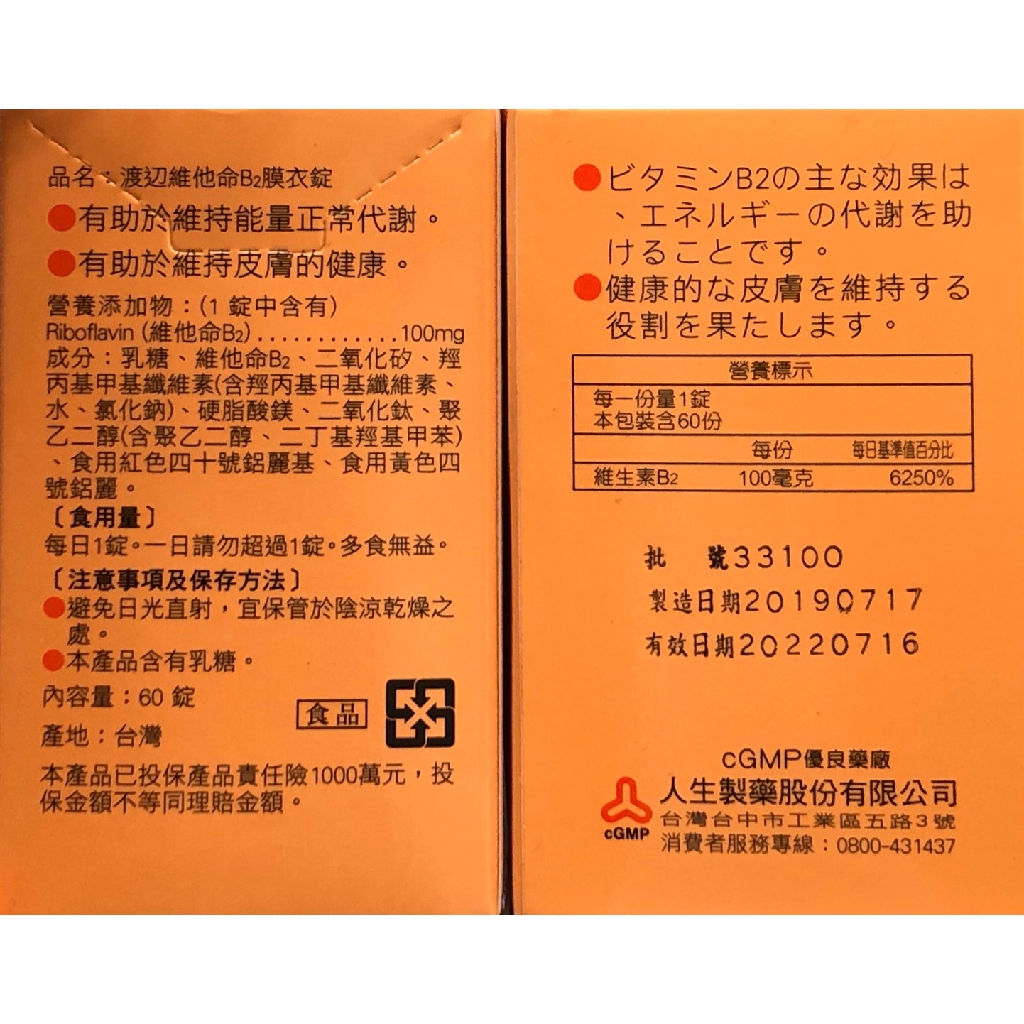 品名：渡辺維他命B2膜衣錠
●有助於維持能量正常代謝。
●有助於維持皮膚的健康。
營養添加物：(1 錠中含有)
Riboflavin (維他命B2).............100mg
成分：乳糖、維他命B2、二氧化矽、羥
丙基甲基纖維素(含羥丙基甲基纖維素、
水、氯化鈉)、硬脂酸鎂、二氧化鈦、聚
乙二醇(含聚乙二醇、二丁基羥基甲苯)
、食用紅色四十號鋁麗基、食用黃色四
號鋁麗。
〔食用量〕
每日1錠。一日請勿超過1錠。多食無益。
〔注意事項及保存方法〕
●避免日光直射，宜保管於陰涼乾燥之
處。
●本產品含有乳糖。
內容量：60 錠
食品
產地：台灣
本產品已投保產品責任險1000萬元，投
保金額不等同理賠金額。
●ビタミンB2の主な効果は
、エネルギーの代謝を助
けることです。
●健康的な皮膚を維持する
役割を果たします。
營養標示
每一份量1錠
本包裝含60份
每份 每日基準值百分比
維生素B2 100毫克 6250%
批 號33100
製造日期20190717
有效日期20220716
cGMP優良藥廠
人生製藥股份有限公司
cGMP
台灣台中市工業區五路3號
消費者服務專線：0800-431437